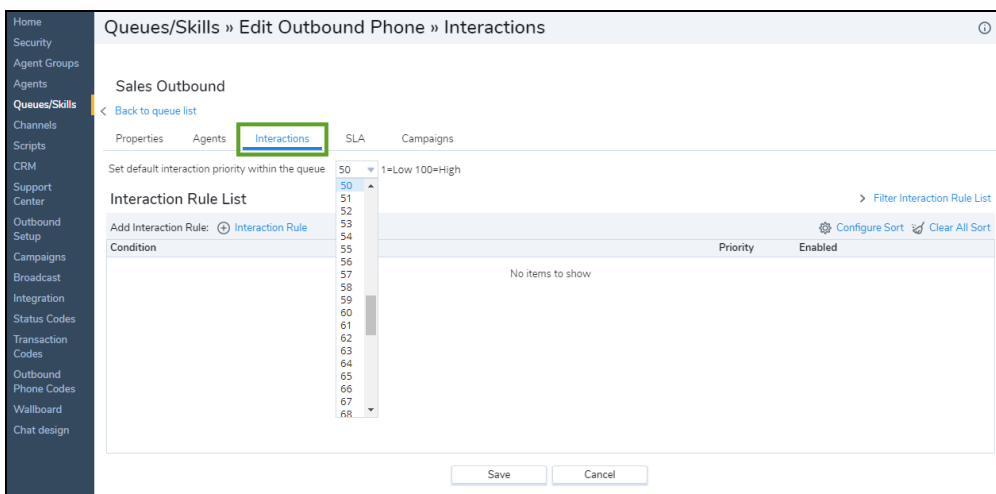 Home
Security
Agent Groups
Agents
Queues/Skills
Channels
Scripts
CRM
Support
Center
Outbound
Setup
Campaigns
Broadcast
Integration
Status Codes
Transaction
Codes
Outbound
Phone Codes
Wallboard
Chat design
Queues/Skills » Edit Outbound Phone » Interactions
Sales Outbound
< Back to queue list
Properties Agents Interactions SLA Campaigns
Set default interaction priority within the queue 50 1=Low 100=High
50
51
52
53
54
55
56
57
58
59
60
61
62
63
64
65
66
67
68
Interaction Rule List > Filter Interaction Rule List
Add Interaction Rule: Interaction Rule Configure Sort Clear All Sort
Condition Priority Enabled
No items to show
Save Cancel